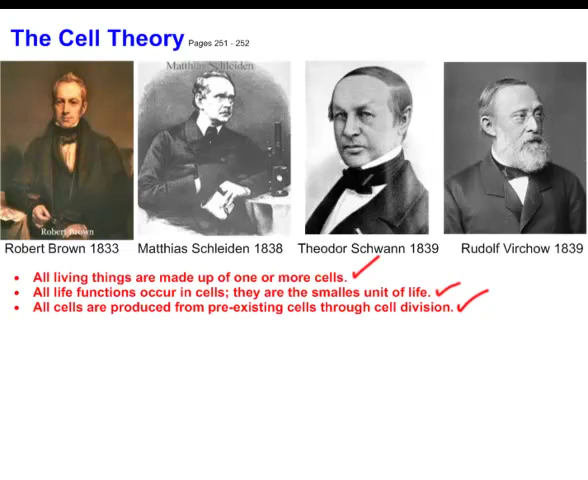 The Cell Theory Pages 251 - 252
Matthias Schleiden
Robert Brown
Robert Brown 1833 Matthias Schleiden 1838 Theodor Schwann 1839 Rudolf Virchow 1839
• All living things are made up of one or more cells.
• All life functions occur in cells; they are the smalles unit of life.
• All cells are produced from pre-existing cells through cell division.